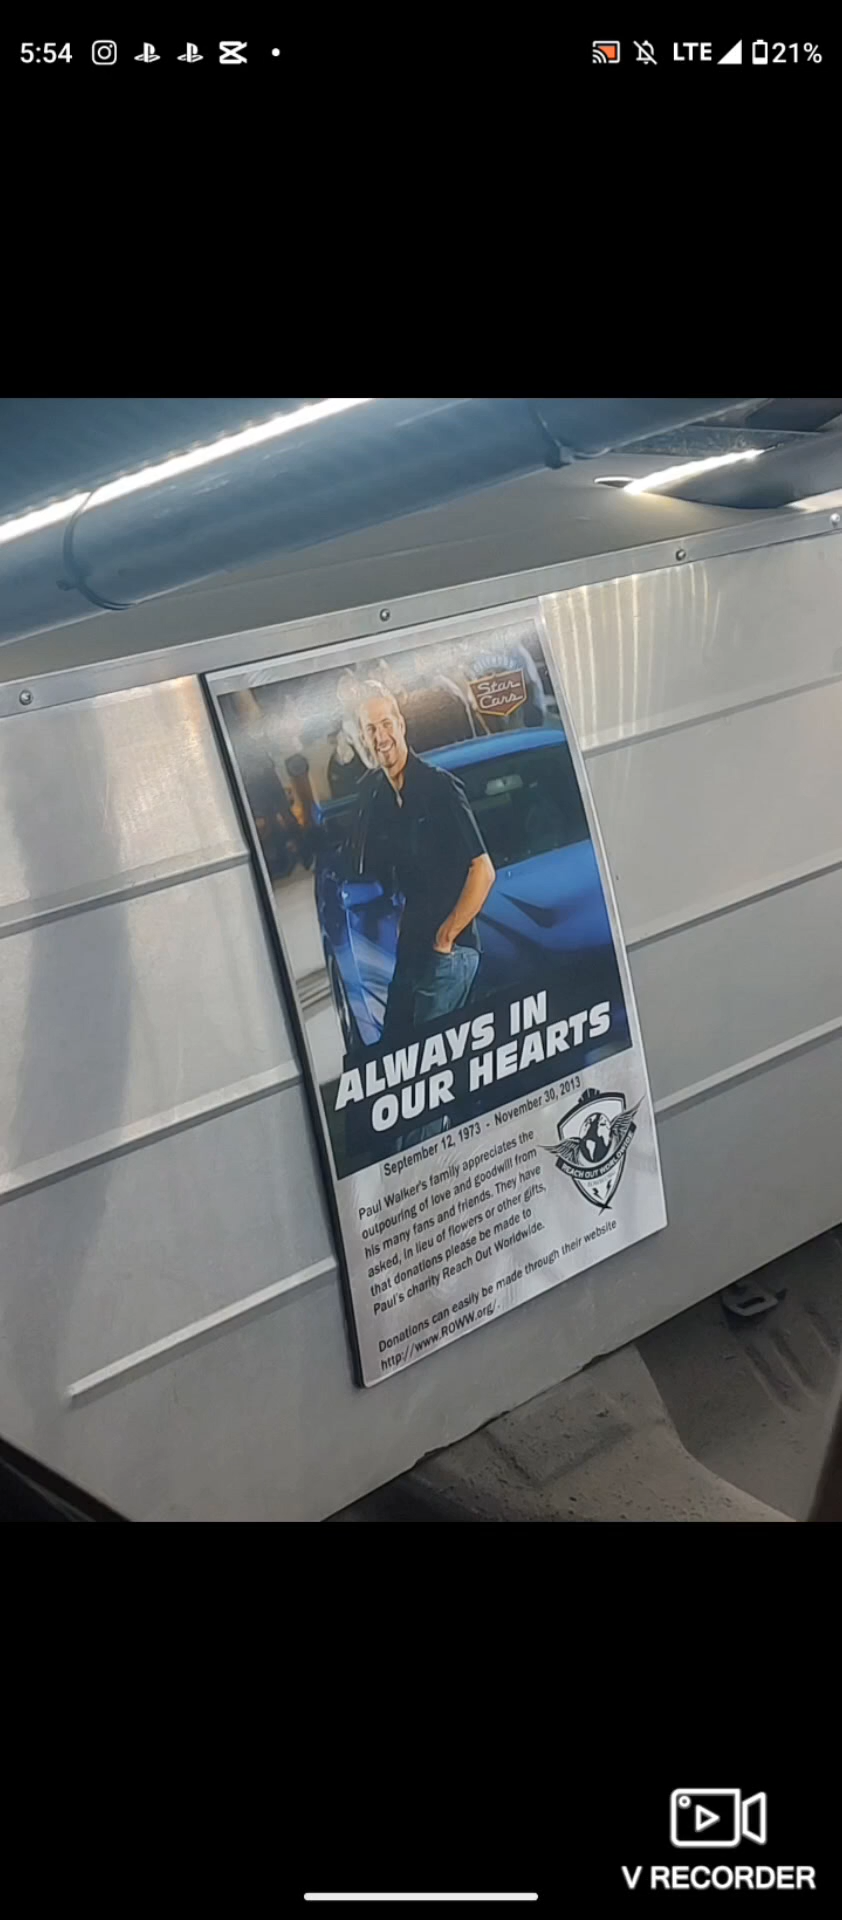 5:54
LTE
21%
Star
Cars
ALWAYS IN
OUR HEARTS
September 12, 1973 - November 30, 2013
Paul Walker's family appreciates the
outpouring of love and goodwill from
his many fans and friends. They have
asked, in lieu of flowers or other gifts,
that donations please be made to
Paul's charity Reach Out Worldwide.
REACH OUT WORLDWIDE
Donations can easily be made through their website
http://www.ROWW.org/.
V RECORDER